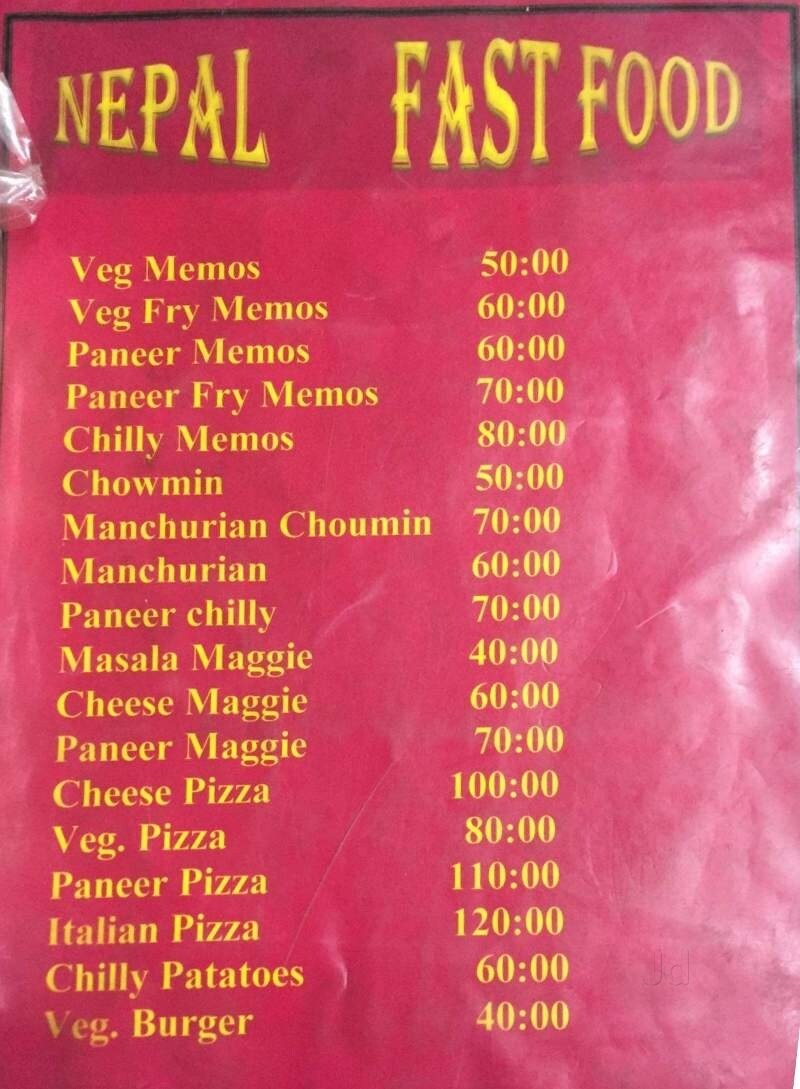 NEPAL FAST FOOD
Veg Memos 50:00
Veg Fry Memos 60:00
Paneer Memos 60:00
Paneer Fry Memos 70:00
Chilly Memos 80:00
Chowmin 50:00
Manchurian Choumin 70:00
Manchurian 60:00
Paneer chilly 70:00
Masala Maggie 40:00
Cheese Maggie 60:00
Paneer Maggie 70:00
Cheese Pizza 100:00
Veg. Pizza 80:00
Paneer Pizza 110:00
Italian Pizza 120:00
Chilly Patatoes 60:00
Jd
Veg. Burger 40:00